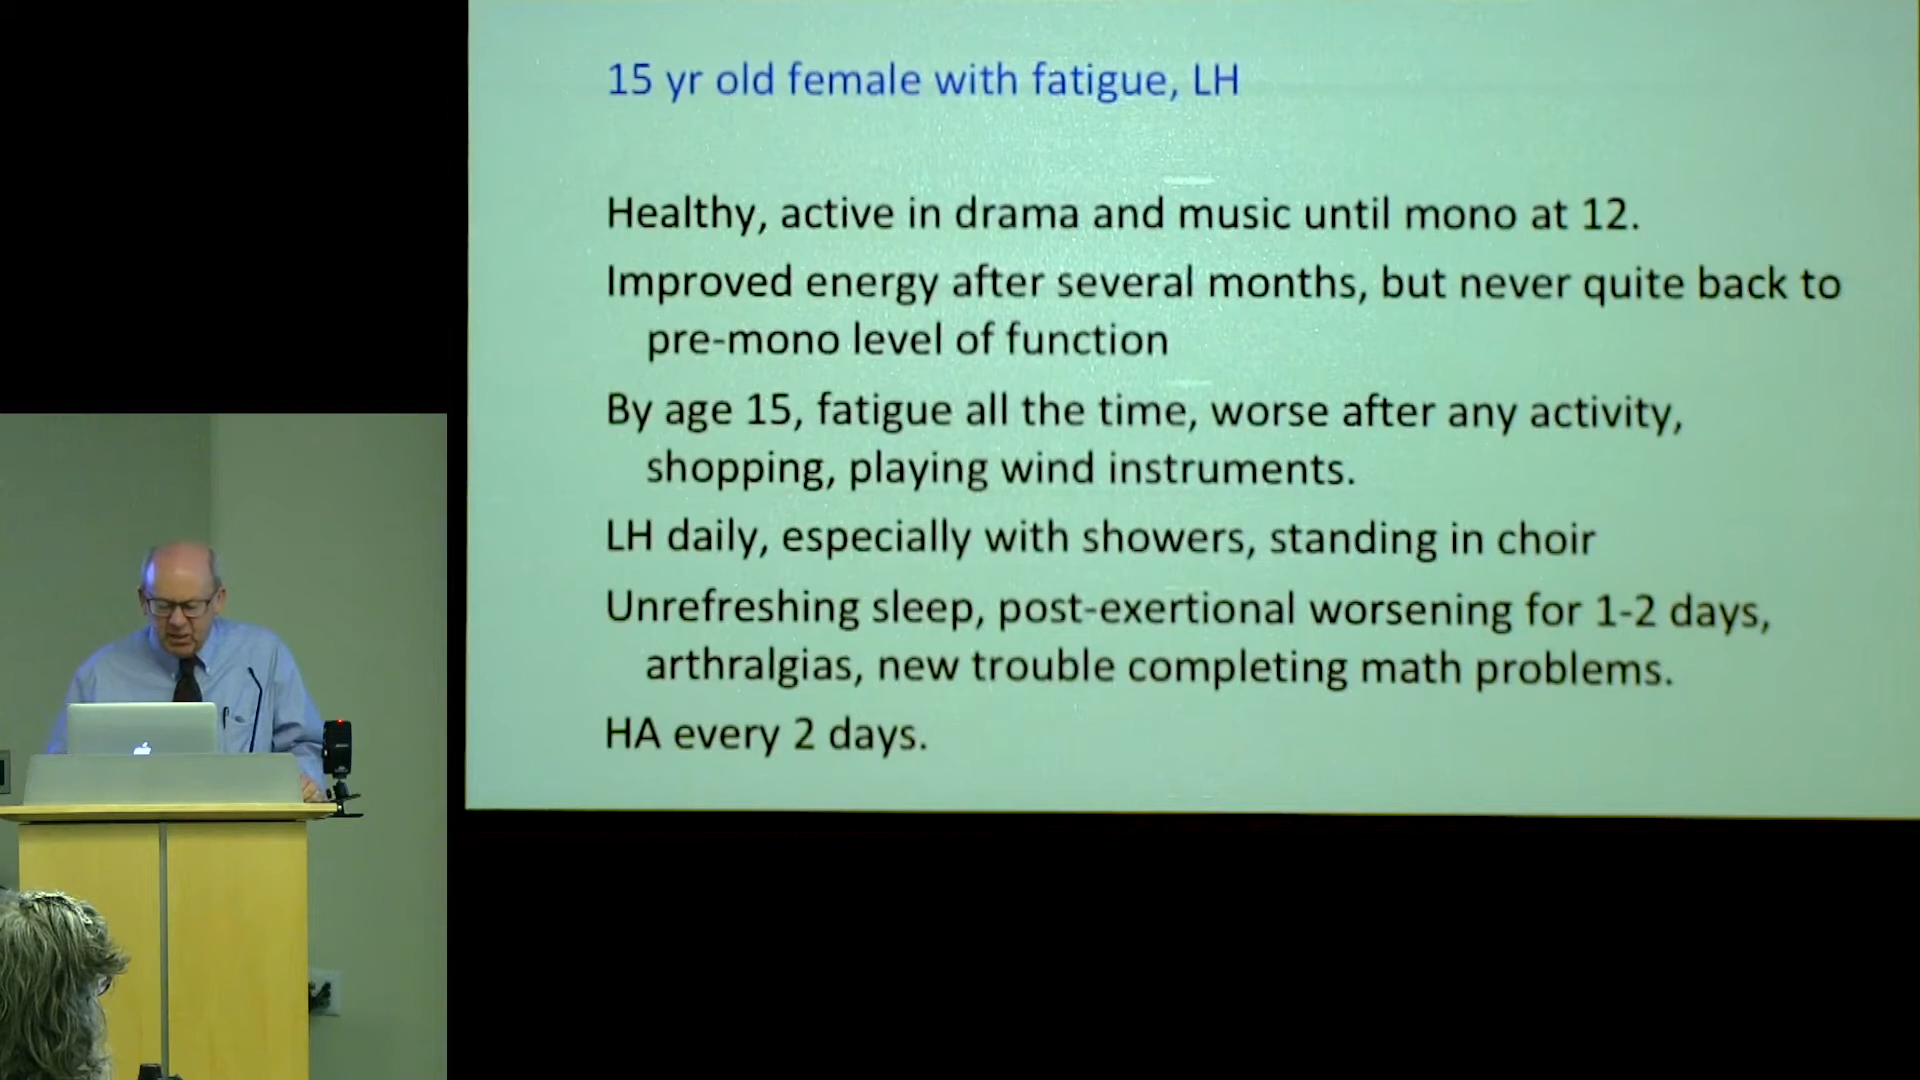 15 yr old female with fatigue, LH
Healthy, active in drama and music until mono at 12.
Improved energy after several months, but never quite back to
pre-mono level of function
By age 15, fatigue all the time, worse after any activity,
shopping, playing wind instruments.
LH daily, especially with showers, standing in choir
Unrefreshing sleep, post-exertional worsening for 1-2 days,
arthralgias, new trouble completing math problems.
HA every 2 days.